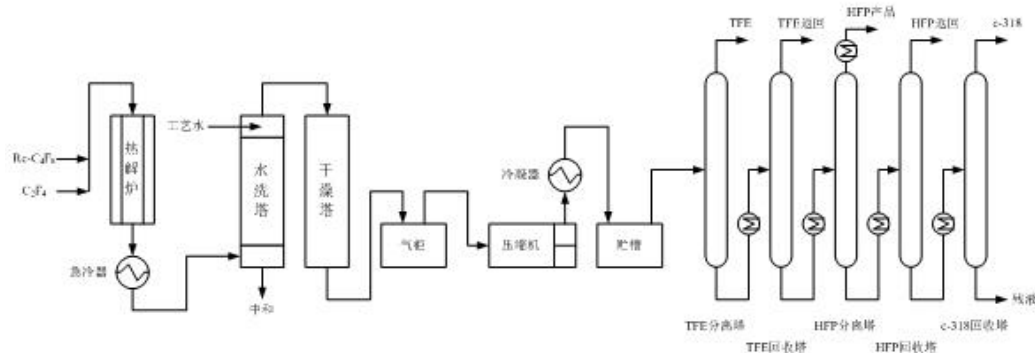 TFE
TFE返回
HFP产品
HFP返回
c-318
工艺水
Rc-C₄F₈
C₂F₄
热解炉
水洗塔
干燥塔
冷凝器
气柜
压缩机
贮槽
急冷器
中和
残液
TFE分离塔
TFE回收塔
HFP分离塔
HFP回收塔
c-318回收塔